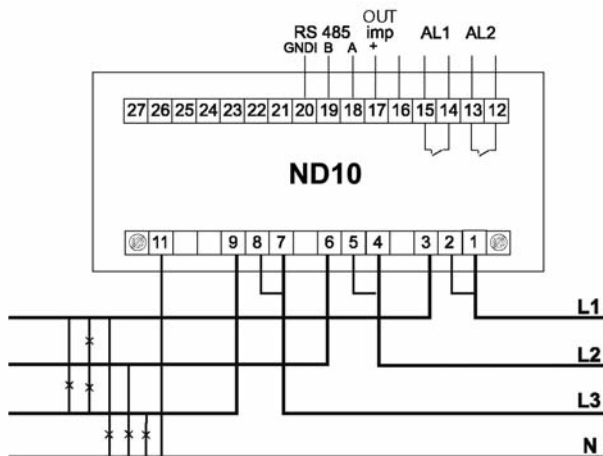 OUT
RS 485 imp AL1 AL2
GNDI B A +
27 26 25 24 23 22 21 20 19 18 17 16 15 14 13 12
ND10
11 9 8 7 6 5 4 3 2 1
L1
L2
L3
N